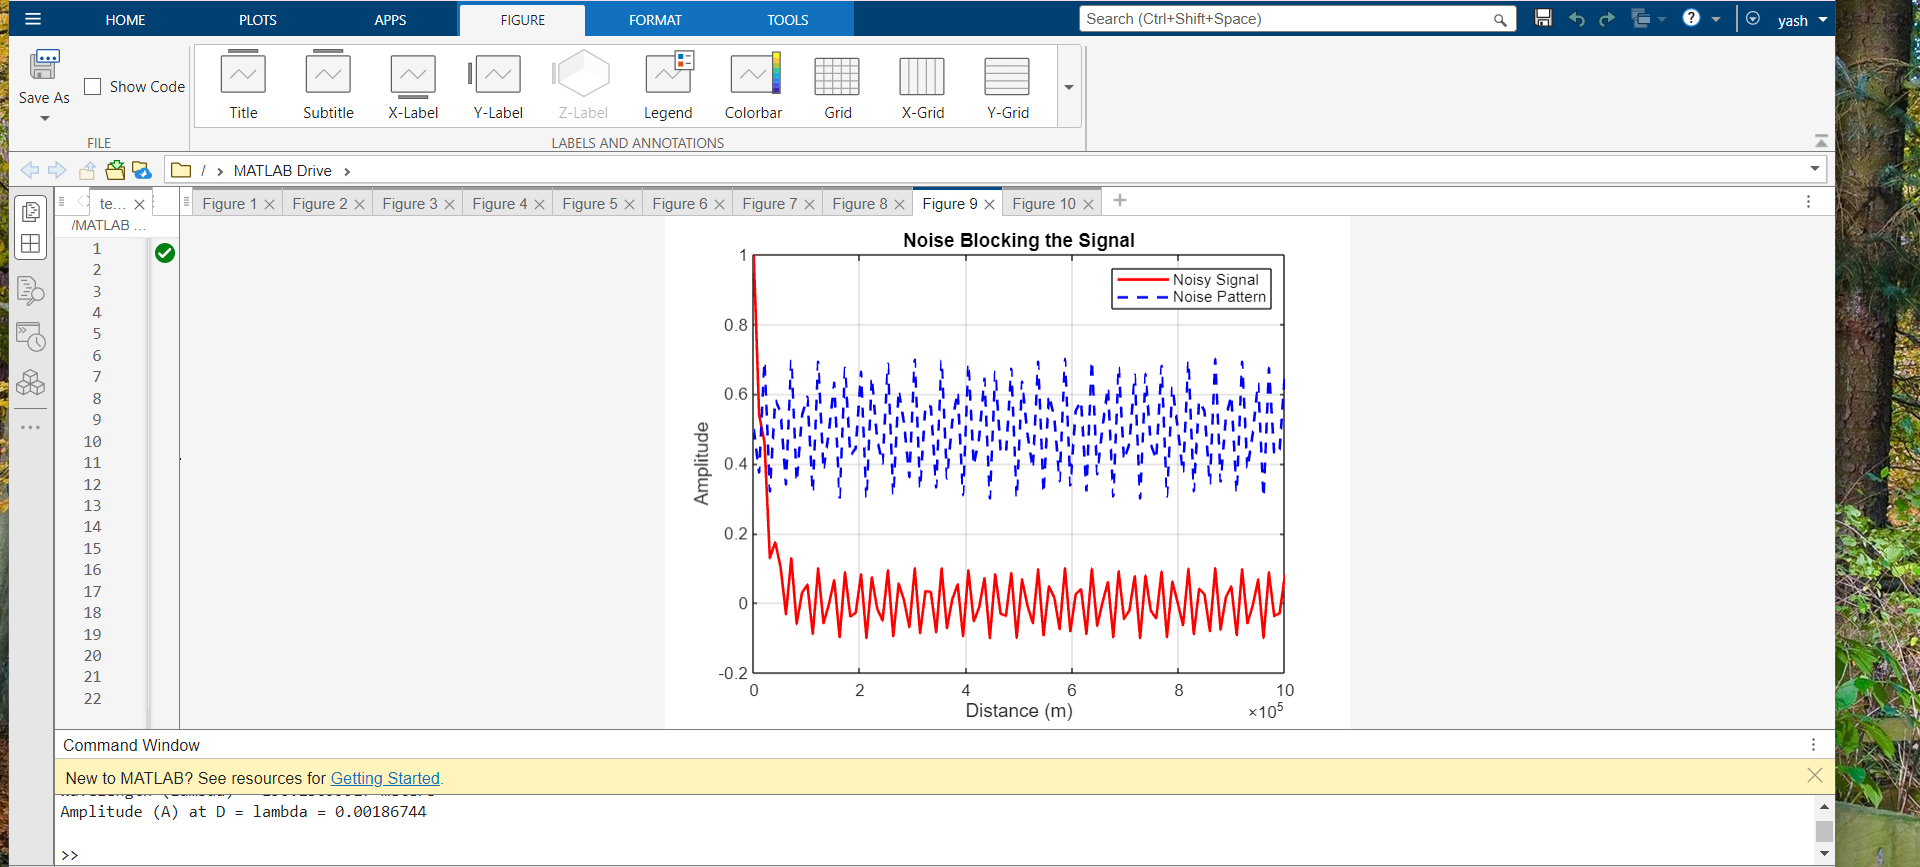 HOME PLOTS APPS FIGURE FORMAT TOOLS Search (Ctrl+Shift+Space) ? yash
Save As Show Code Title Subtitle X-Label Y-Label Z-Label Legend Colorbar Grid X-Grid Y-Grid
FILE LABELS AND ANNOTATIONS
/ › MATLAB Drive ›
te... × Figure 1 × Figure 2 × Figure 3 × Figure 4 × Figure 5 × Figure 6 × Figure 7 × Figure 8 × Figure 9 × Figure 10 × +
/MATLAB ...
1
2
3
4
5
6
7
8
9
10
11
12
13
14
15
16
17
18
19
20
21
22
Noise Blocking the Signal
Noisy Signal
Noise Pattern
1
0.8
0.6
0.4
0.2
0
-0.2
Amplitude
0 2 4 6 8 10
Distance (m) ×10⁵
Command Window
New to MATLAB? See resources for Getting Started.
Amplitude (A) at D = lambda = 0.00186744
>>